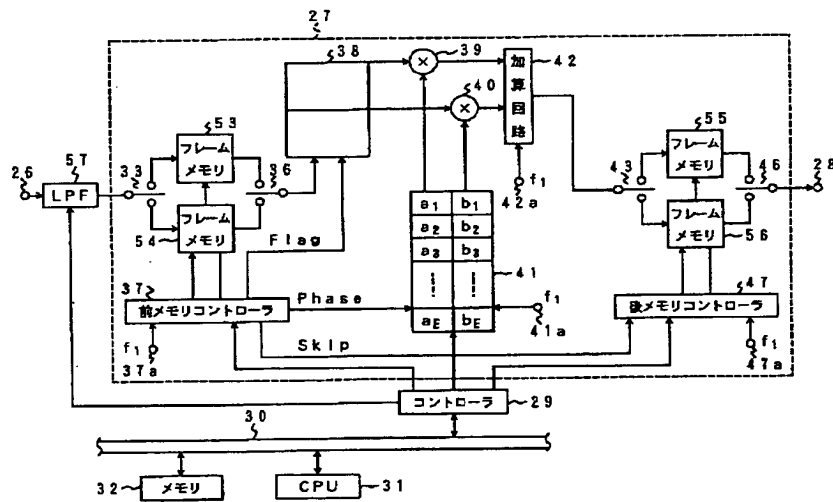 27
38
39
42
加算回路
×
40
×
53
フレームメモリ
55
フレームメモリ
57
26
LPF
33
36
43
46
28
54
フレームメモリ
フレームメモリ
56
f₁
42a
Flag
a₁ b₁
a₂ b₂
a₃ b₃
41
37
前メモリコントローラ
Phase
f₁
41a
47
後メモリコントローラ
aE bE
Skip
f₁
37a
f₁
47a
コントローラ
29
30
32
メモリ
CPU
31